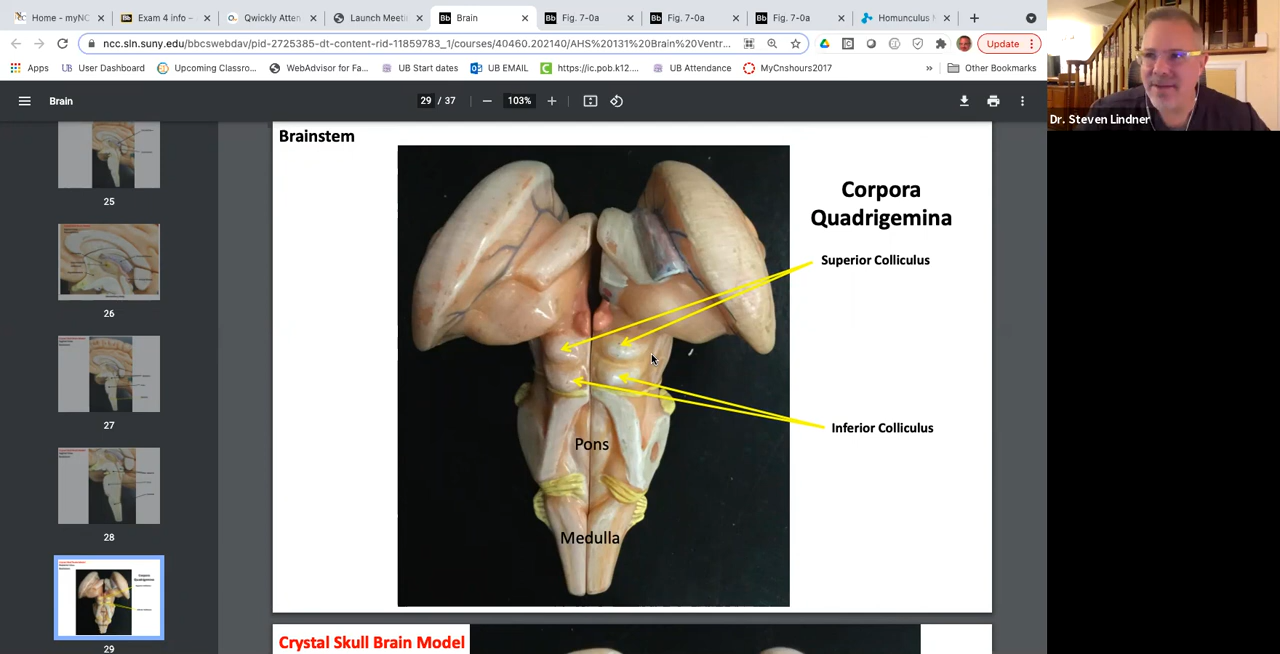 Home - myNC
Exam 4 info –
Qwickly Atten
Launch Meeti
Brain
Fig. 7-0a
Fig. 7-0a
Fig. 7-0a
Homunculus
ncc.sln.suny.edu/bbcswebdav/pid-2725385-dt-content-rid-11859783_1/courses/40460.202140/AHS%20131%20Brain%20Ventr...
Update
Apps
User Dashboard
Upcoming Classro...
WebAdvisor for Fa...
UB Start dates
UB EMAIL
https://ic.pob.k12....
UB Attendance
MyCnshours2017
»
Other Bookmarks
Brain
29 / 37
103%
Dr. Steven Lindner
25
26
27
28
29
Brainstem
Corpora
Quadrigemina
Superior Colliculus
Inferior Colliculus
Pons
Medulla
Crystal Skull Brain Model